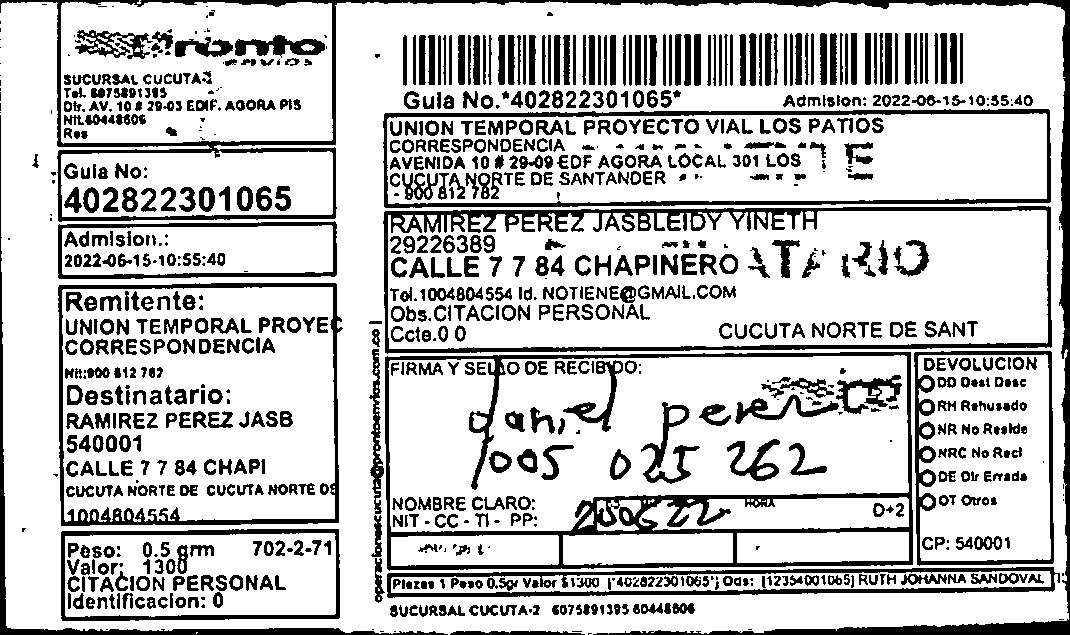 Pronto
envios
SUCURSAL CUCUTA-2
Tel. 6075891395
Dir. AV. 10 # 29-03 EDIF. AGORA PIS
Nit.60448606
Res
Guia No:
402822301065
Admision.:
2022-06-15-10:55:40
Remitente:
UNION TEMPORAL PROYEC
CORRESPONDENCIA
Nit:900 812 782
Destinatario:
RAMIREZ PEREZ JASB
540001
CALLE 7 7 84 CHAPI
CUCUTA NORTE DE CUCUTA NORTE DE
1004804554
Peso: 0.5 grm 702-2-71
Valor: 1300
CITACION PERSONAL
Identificacion: 0
operacionescucuta@prontoenvios.com.co
Guia No.*402822301065*
Admision: 2022-06-15-10:55:40
UNION TEMPORAL PROYECTO VIAL LOS PATIOS
CORRESPONDENCIA
AVENIDA 10 # 29-09 EDF AGORA LOCAL 301 LOS
CUCUTA NORTE DE SANTANDER
- 900 812 782
RAMIREZ PEREZ JASBLEIDY YINETH
29226389
CALLE 7 7 84 CHAPINERO
Tel.1004804554 Id. NOTIENE@GMAIL.COM
Obs.CITACION PERSONAL
Ccte.0 0 CUCUTA NORTE DE SANT
FIRMA Y SELLO DE RECIBIDO:
daniel perez
1005 025 262
NOMBRE CLARO:
NIT - CC - TI - PP:
200622
HORA
D+2
DEVOLUCION
DD Dest Desc
RH Rehusado
NR No Reside
NRC No Recl
DE Dir Errada
OT Otros
CP: 540001
Piezas 1 Peso 0.5gr Valor $1300 ['402822301065'] Ods: [12354001065] RUTH JOHANNA SANDOVAL
SUCURSAL CUCUTA-2 6075891395 60448606